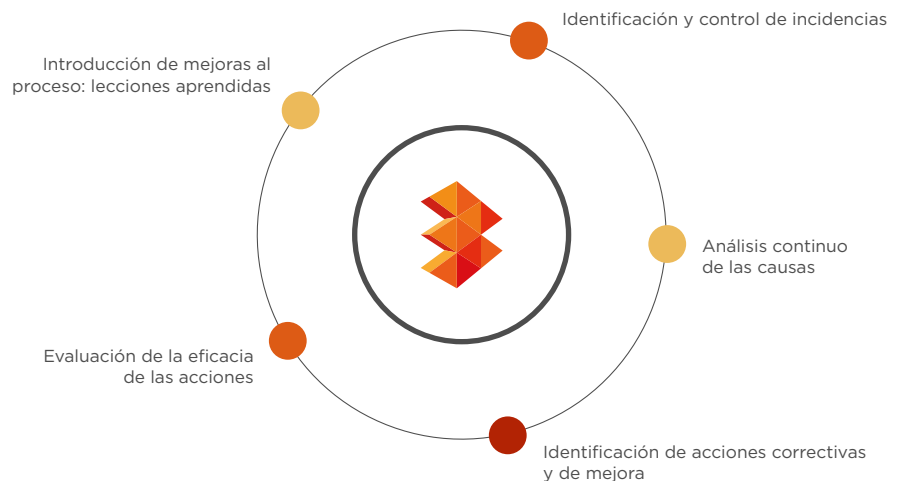 Identificación y control de incidencias
Introducción de mejoras al
proceso: lecciones aprendidas
Análisis continuo
de las causas
Evaluación de la eficacia
de las acciones
Identificación de acciones correctivas
y de mejora